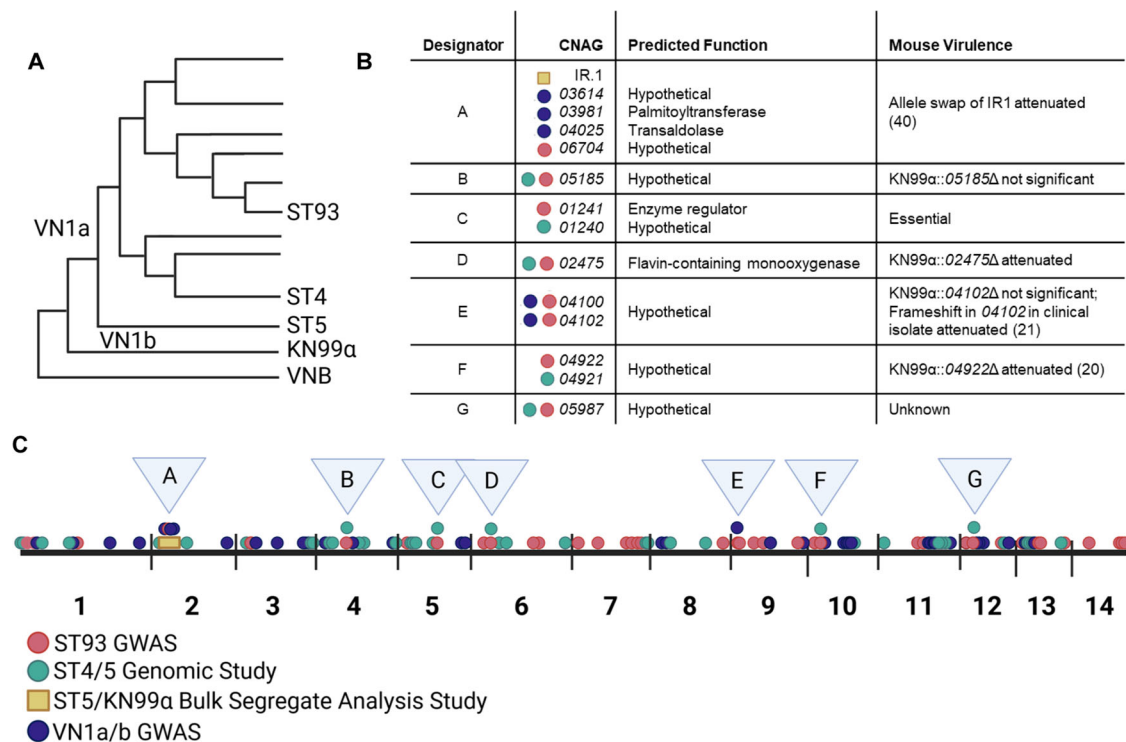 A
VN1a
VN1b
ST93
ST4
ST5
KN99α
VNB
B
Designator CNAG Predicted Function Mouse Virulence
A
IR.1
03614 Hypothetical
03981 Palmitoyltransferase
04025 Transaldolase
06704 Hypothetical
Allele swap of IR1 attenuated
(40)
B 05185 Hypothetical KN99α::05185Δ not significant
C
01241 Enzyme regulator
01240 Hypothetical
Essential
D 02475 Flavin-containing monooxygenase KN99α::02475Δ attenuated
E
04100
04102
Hypothetical
KN99α::04102Δ not significant;
Frameshift in 04102 in clinical
isolate attenuated (21)
F
04922
04921
Hypothetical
KN99α::04922Δ attenuated (20)
G 05987 Hypothetical Unknown
C
A B C D E F G
1 2 3 4 5 6 7 8 9 10 11 12 13 14
ST93 GWAS
ST4/5 Genomic Study
ST5/KN99α Bulk Segregate Analysis Study
VN1a/b GWAS